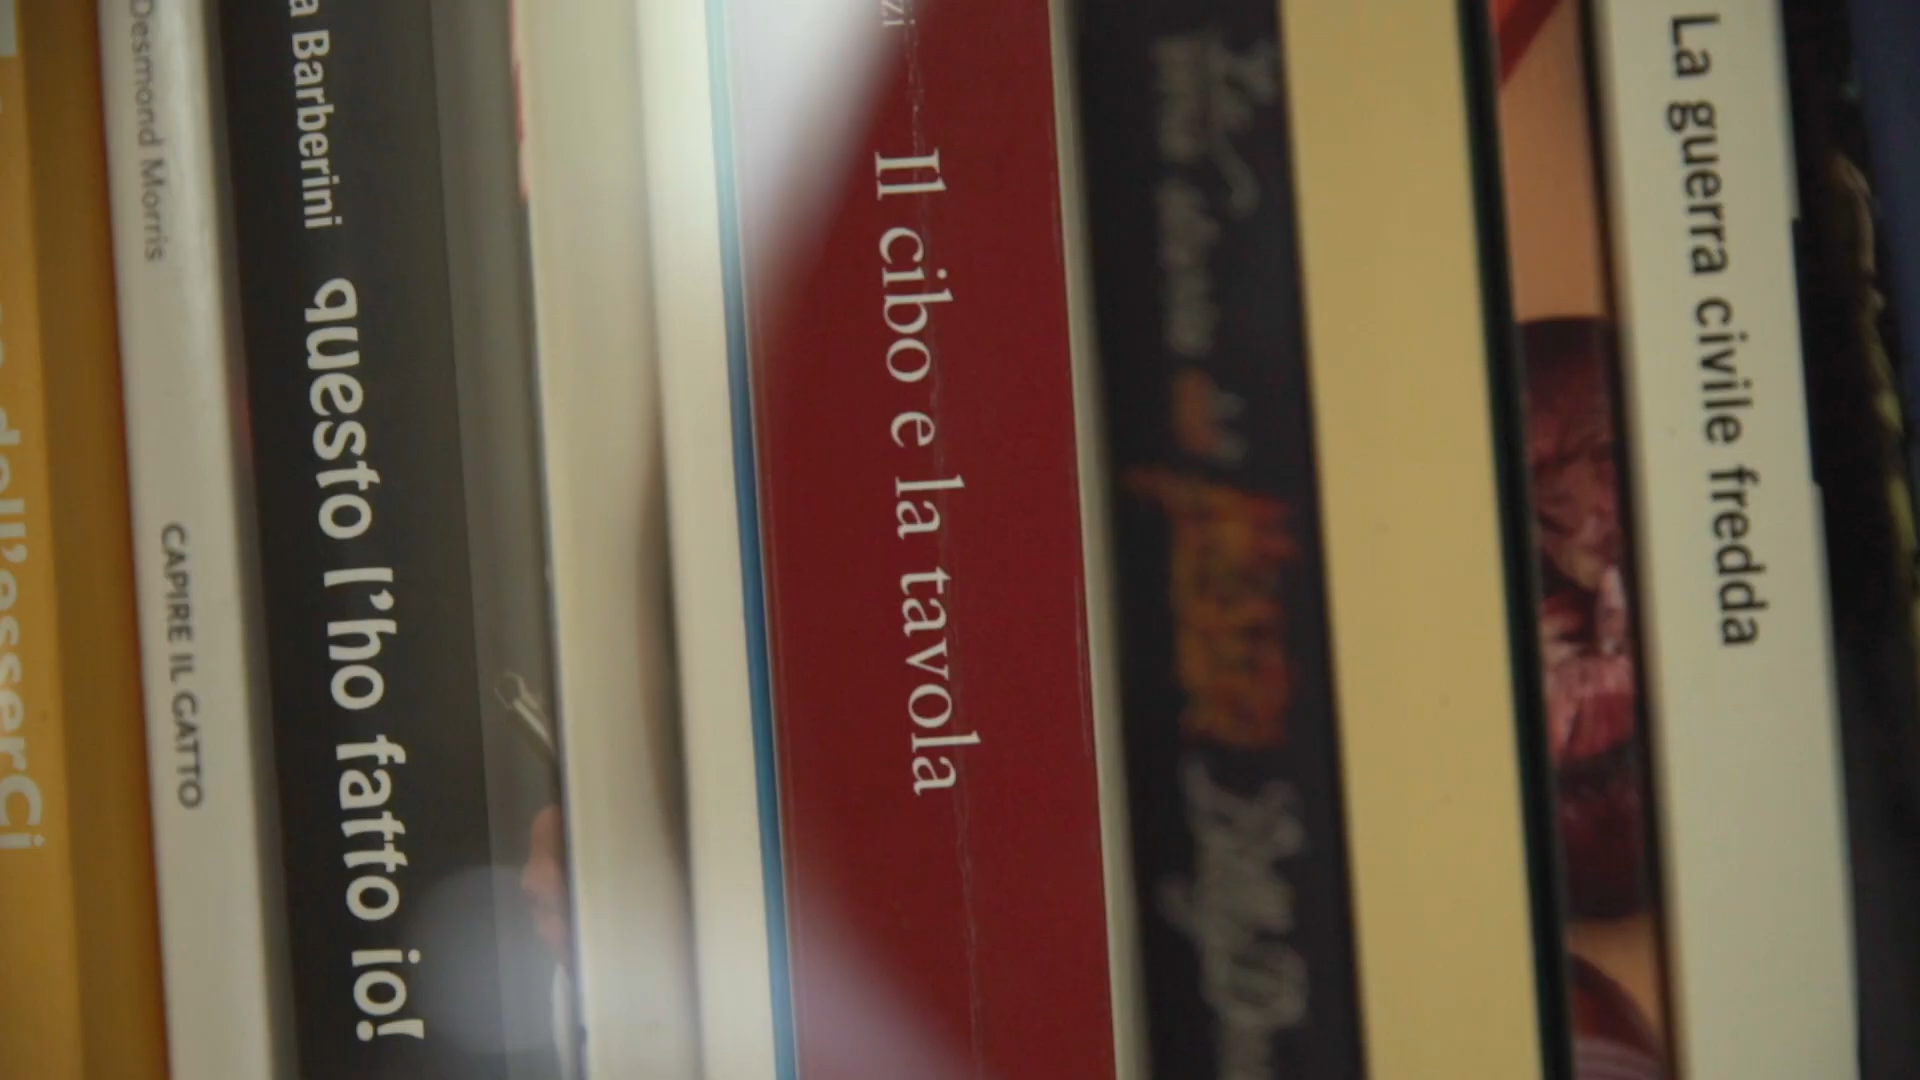 dell'esserCi
Desmond Morris
CAPIRE IL GATTO
a Barberini questo l'ho fatto io!
zi
Il cibo e la tavola
La guerra civile fredda